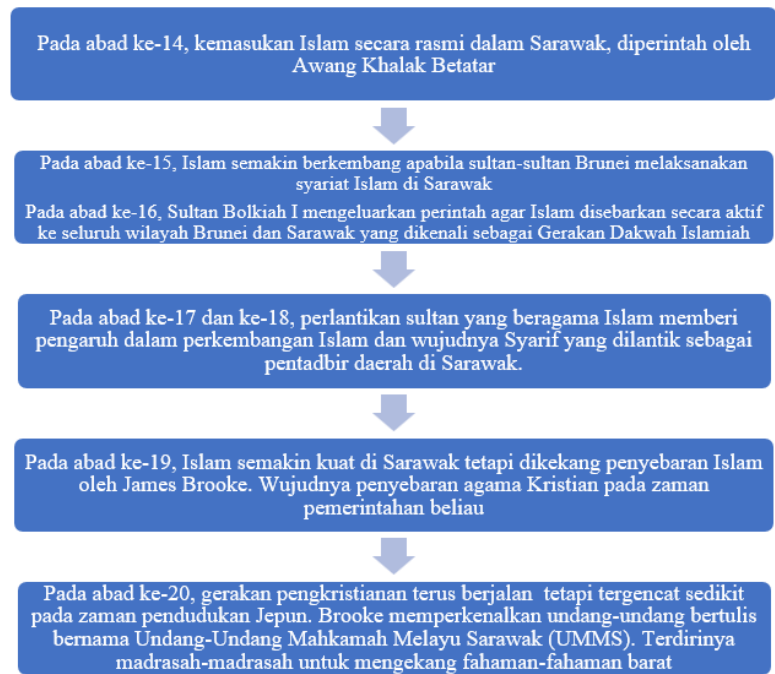 Pada abad ke-14, kemasukan Islam secara rasmi dalam Sarawak, diperintah oleh
Awang Khalak Betatar
Pada abad ke-15, Islam semakin berkembang apabila sultan-sultan Brunei melaksanakan
syariat Islam di Sarawak
Pada abad ke-16, Sultan Bolkiah I mengeluarkan perintah agar Islam disebarkan secara aktif
ke seluruh wilayah Brunei dan Sarawak yang dikenali sebagai Gerakan Dakwah Islamiah
Pada abad ke-17 dan ke-18, perlantikan sultan yang beragama Islam memberi
pengaruh dalam perkembangan Islam dan wujudnya Syarif yang dilantik sebagai
pentadbir daerah di Sarawak.
Pada abad ke-19, Islam semakin kuat di Sarawak tetapi dikekang penyebaran Islam
oleh James Brooke. Wujudnya penyebaran agama Kristian pada zaman
pemerintahan beliau
Pada abad ke-20, gerakan pengkristianan terus berjalan tetapi tergencat sedikit
pada zaman pendudukan Jepun. Brooke memperkenalkan undang-undang bertulis
bernama Undang-Undang Mahkamah Melayu Sarawak (UMMS). Terdirinya
madrasah-madrasah untuk mengekang fahaman-fahaman barat